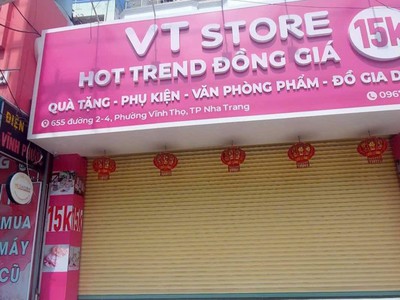 VT STORE
HOT TREND ĐỒNG GIÁ
15K
QUÀ TẶNG - PHỤ KIỆN - VĂN PHÒNG PHẨM - ĐỒ GIA D
655 đường 2-4, Phường Vĩnh Thọ, TP Nha Trang
096
ĐIỆN
VĨNH
MUA
MÁY
CŨ
15k
15K